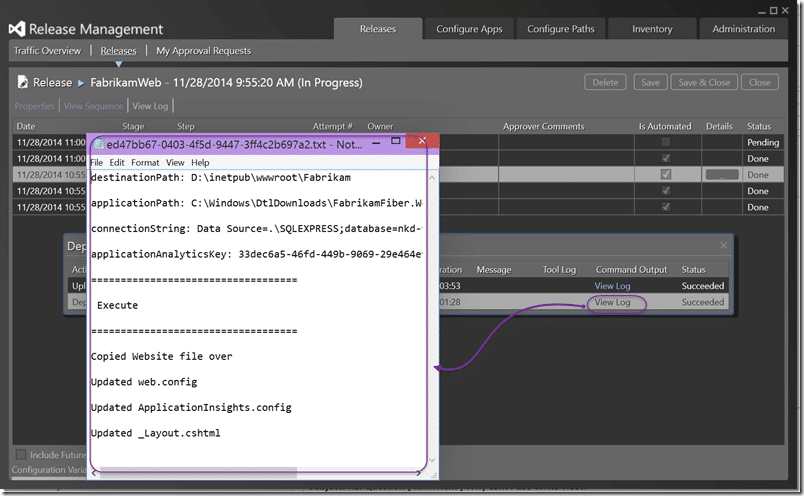 Release Management
Releases
Configure Apps
Configure Paths
Inventory
Administration
Traffic Overview
Releases
My Approval Requests
Release
FabrikamWeb - 11/28/2014 9:55:20 AM (In Progress)
Delete
Save
Save & Close
Close
Properties
View Sequence
View Log
Date Stage Step Attempt # Owner Approver Comments Is Automated Details Status
11/28/2014 11:00 Pending
11/28/2014 11:00 Done
11/28/2014 10:55 ... Done
11/28/2014 10:55 Done
11/28/2014 10:55 Done
ed47bb67-0403-4f5d-9447-3ff4c2b697a2.txt - Not...
File Edit Format View Help
destinationPath: D:\inetpub\wwwroot\Fabrikam
applicationPath: C:\Windows\DtlDownloads\FabrikamFiber.W
connectionString: Data Source=.\SQLEXPRESS;database=nkd-
applicationAnalyticsKey: 33dec6a5-46fd-449b-9069-29e464e
===================================
Execute
===================================
Copied Website file over
Updated web.config
Updated ApplicationInsights.config
Updated _Layout.cshtml
Message Tool Log Command Output Status
03:53 View Log Succeeded
01:28 View Log Succeeded
Include Future